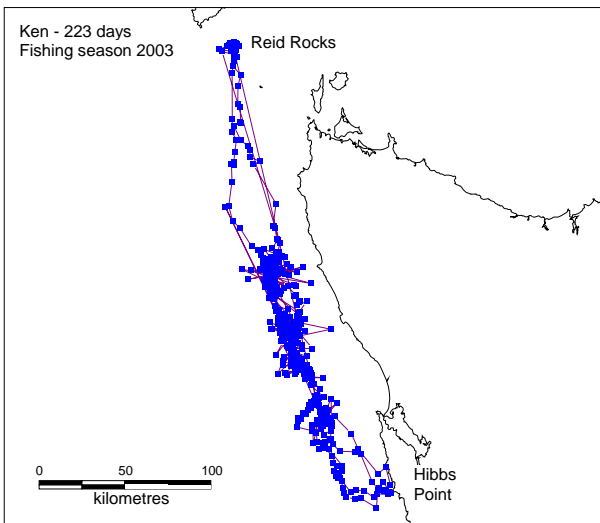 Ken - 223 days
Fishing season 2003
Reid Rocks
Hibbs
Point
0 50 100
kilometres